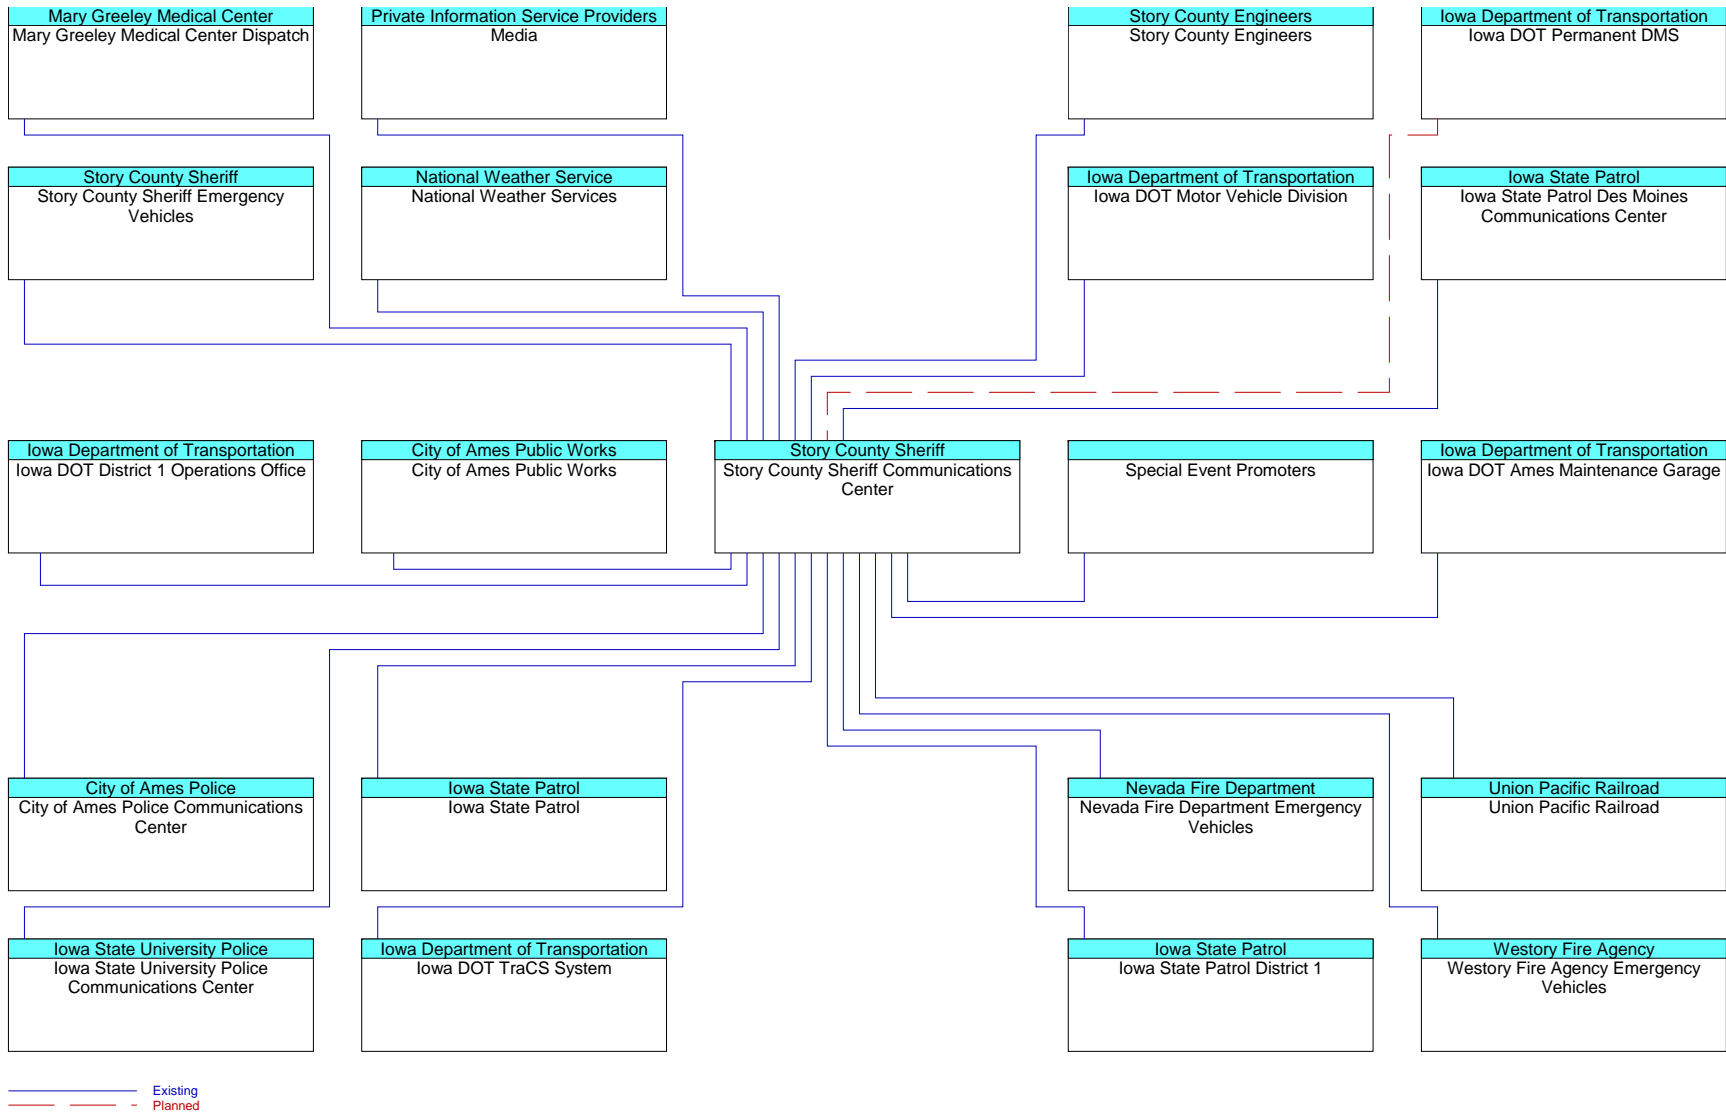 Mary Greeley Medical Center
Mary Greeley Medical Center Dispatch
Private Information Service Providers
Media
Story County Engineers
Story County Engineers
Iowa Department of Transportation
Iowa DOT Permanent DMS
Story County Sheriff
Story County Sheriff Emergency
Vehicles
National Weather Service
National Weather Services
Iowa Department of Transportation
Iowa DOT Motor Vehicle Division
Iowa State Patrol
Iowa State Patrol Des Moines
Communications Center
Iowa Department of Transportation
Iowa DOT District 1 Operations Office
City of Ames Public Works
City of Ames Public Works
Story County Sheriff
Story County Sheriff Communications
Center
Special Event Promoters
Iowa Department of Transportation
Iowa DOT Ames Maintenance Garage
City of Ames Police
City of Ames Police Communications
Center
Iowa State Patrol
Iowa State Patrol
Nevada Fire Department
Nevada Fire Department Emergency
Vehicles
Union Pacific Railroad
Union Pacific Railroad
Iowa State University Police
Iowa State University Police
Communications Center
Iowa Department of Transportation
Iowa DOT TraCS System
Iowa State Patrol
Iowa State Patrol District 1
Westory Fire Agency
Westory Fire Agency Emergency
Vehicles
Existing
Planned